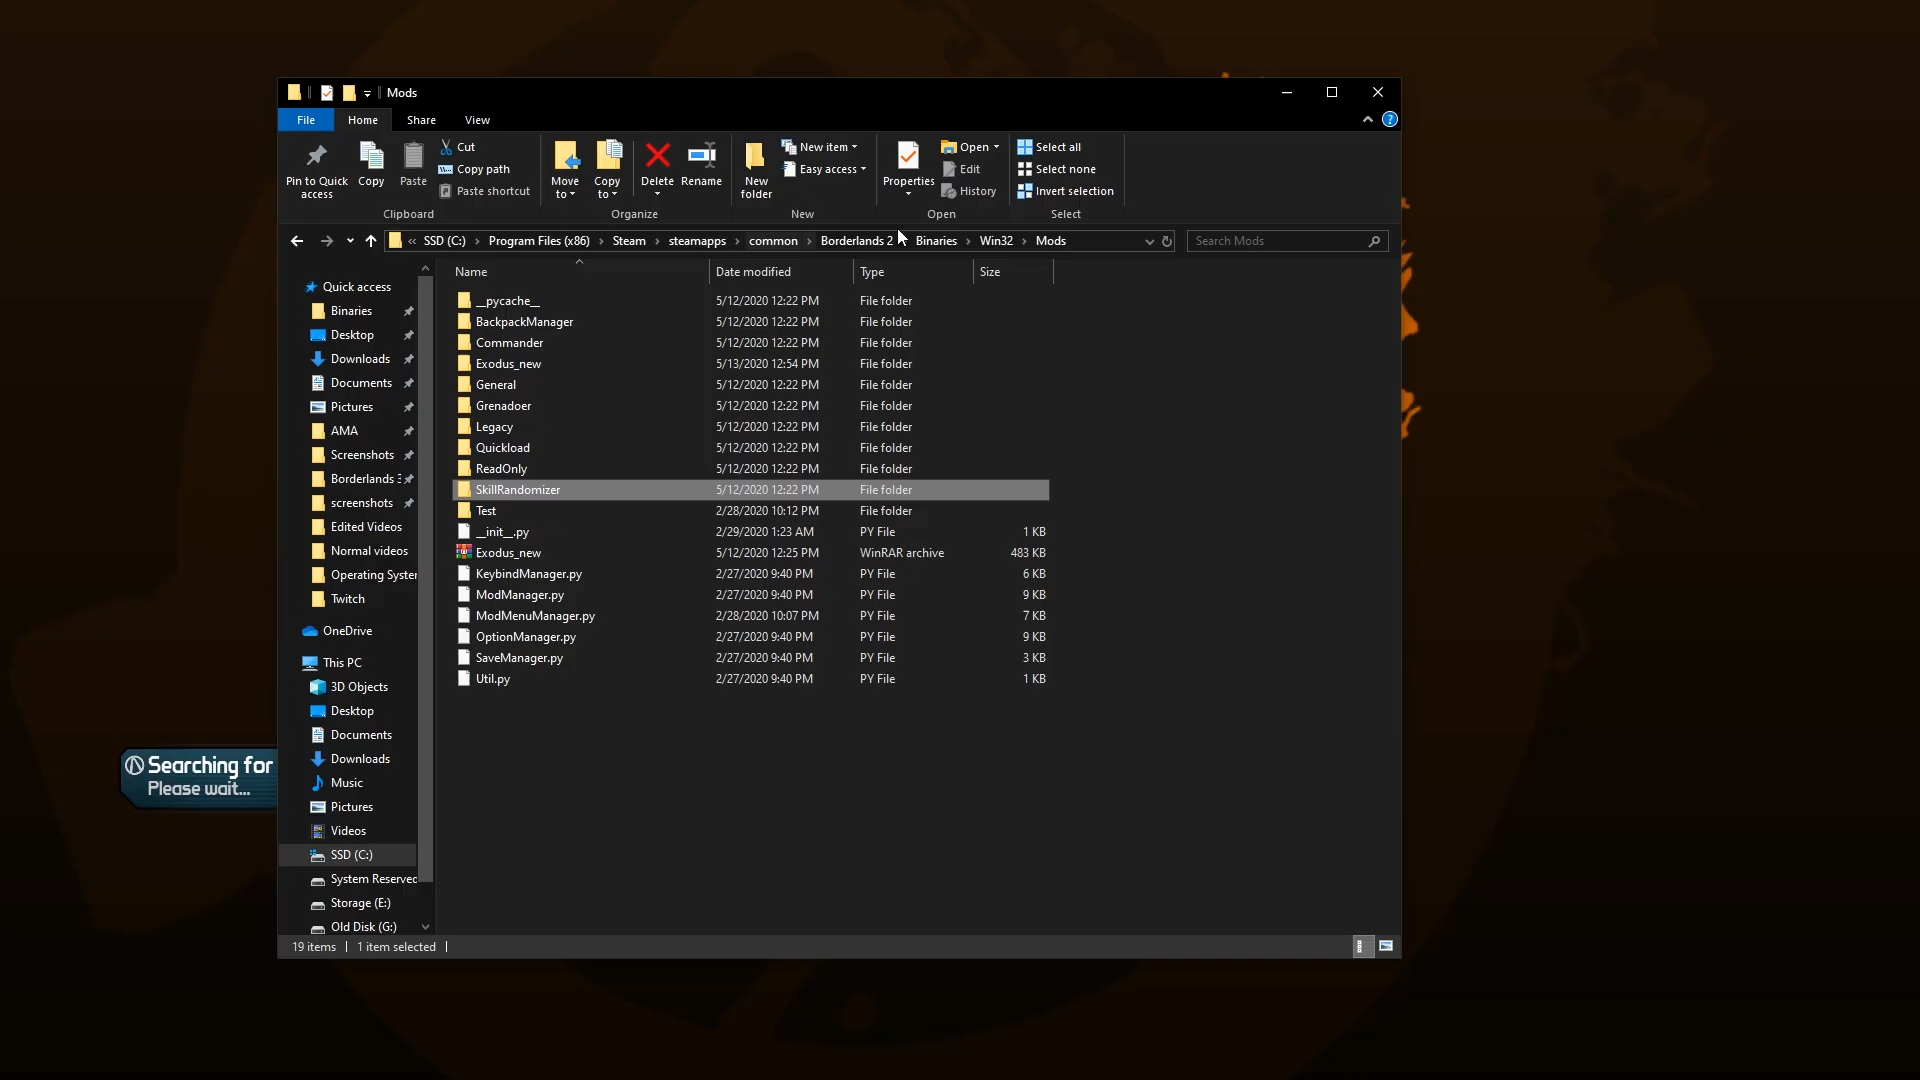 Mods
File Home Share View
Pin to Quick access Copy Paste Cut Copy path Paste shortcut
Move to Copy to Delete Rename New folder New item Easy access
Properties Open Edit History Select all Select none Invert selection
Clipboard Organize New Open Select
« SSD (C:) › Program Files (x86) › Steam › steamapps › common › Borderlands 2 Binaries › Win32 › Mods Search Mods
Name Date modified Type Size
__pycache__ 5/12/2020 12:22 PM File folder
BackpackManager 5/12/2020 12:22 PM File folder
Commander 5/12/2020 12:22 PM File folder
Exodus_new 5/13/2020 12:54 PM File folder
General 5/12/2020 12:22 PM File folder
Grenadoer 5/12/2020 12:22 PM File folder
Legacy 5/12/2020 12:22 PM File folder
Quickload 5/12/2020 12:22 PM File folder
ReadOnly 5/12/2020 12:22 PM File folder
SkillRandomizer 5/12/2020 12:22 PM File folder
Test 2/28/2020 10:12 PM File folder
__init__.py 2/29/2020 1:23 AM PY File 1 KB
Exodus_new 5/12/2020 12:25 PM WinRAR archive 483 KB
KeybindManager.py 2/27/2020 9:40 PM PY File 6 KB
ModManager.py 2/27/2020 9:40 PM PY File 9 KB
ModMenuManager.py 2/28/2020 10:07 PM PY File 7 KB
OptionManager.py 2/27/2020 9:40 PM PY File 9 KB
SaveManager.py 2/27/2020 9:40 PM PY File 3 KB
Util.py 2/27/2020 9:40 PM PY File 1 KB
Quick access
Binaries
Desktop
Downloads
Documents
Pictures
AMA
Screenshots
Borderlands 3
screenshots
Edited Videos
Normal videos
Operating System
Twitch
OneDrive
This PC
3D Objects
Desktop
Documents
Downloads
Music
Pictures
Videos
SSD (C:)
System Reserved
Storage (E:)
Old Disk (G:)
19 items 1 item selected
Searching for
Please wait...